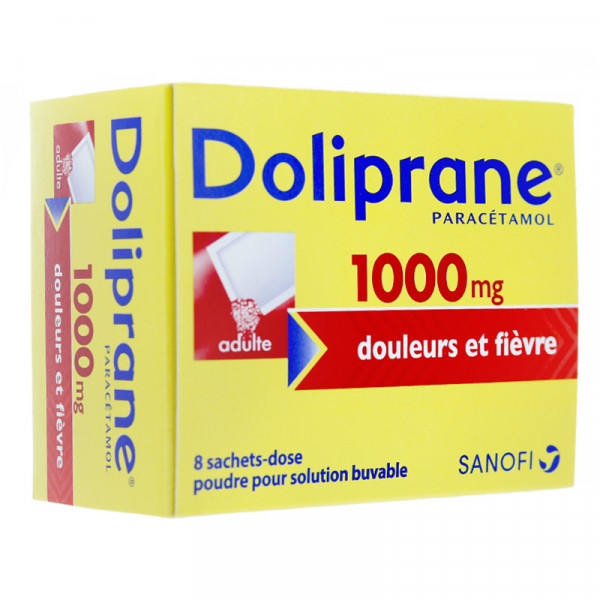 Doliprane®
PARACÉTAMOL
1000 mg
adulte
douleurs et fièvre
8 sachets-dose
poudre pour solution buvable
SANOFI
adulte
Doliprane®
PARACÉTAMOL
1000 mg
douleurs et fièvre